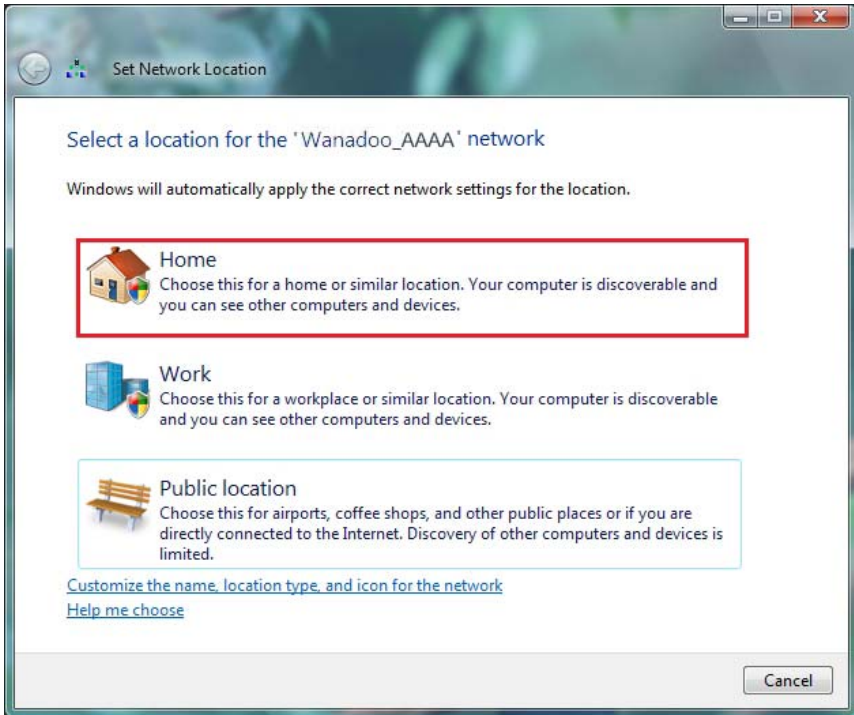 Set Network Location
Select a location for the 'Wanadoo_AAAA' network
Windows will automatically apply the correct network settings for the location.
Home
Choose this for a home or similar location. Your computer is discoverable and
you can see other computers and devices.
Work
Choose this for a workplace or similar location. Your computer is discoverable
and you can see other computers and devices.
Public location
Choose this for airports, coffee shops, and other public places or if you are
directly connected to the Internet. Discovery of other computers and devices is
limited.
Customize the name, location type, and icon for the network
Help me choose
Cancel